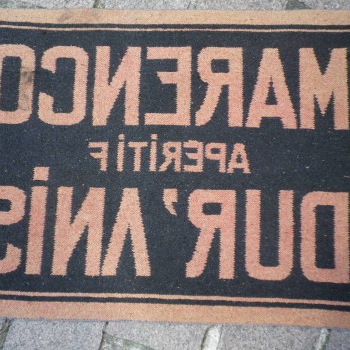 MARENCO
APERITIF
DUR'ANIS